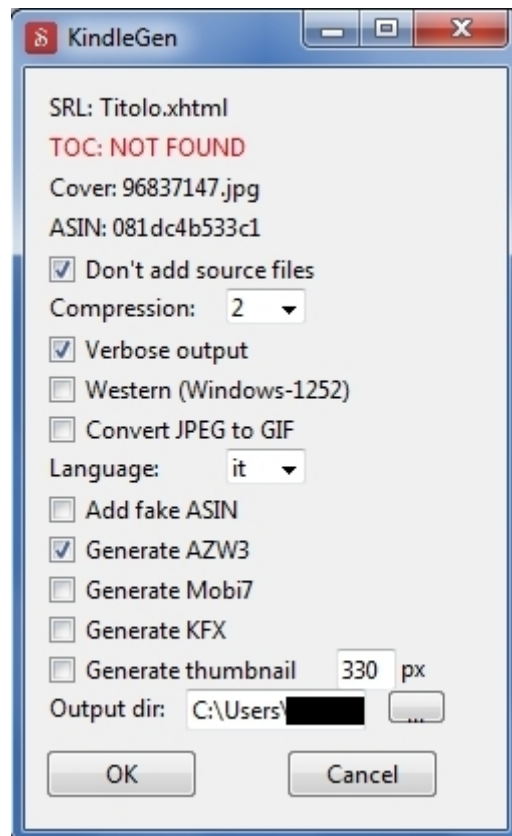 KindleGen
SRL: Titolo.xhtml
TOC: NOT FOUND
Cover: 96837147.jpg
ASIN: 081dc4b533c1
Don't add source files
Compression: 2
Verbose output
Western (Windows-1252)
Convert JPEG to GIF
Language: it
Add fake ASIN
Generate AZW3
Generate Mobi7
Generate KFX
Generate thumbnail 330 px
Output dir: C:\Users\ ...
OK Cancel